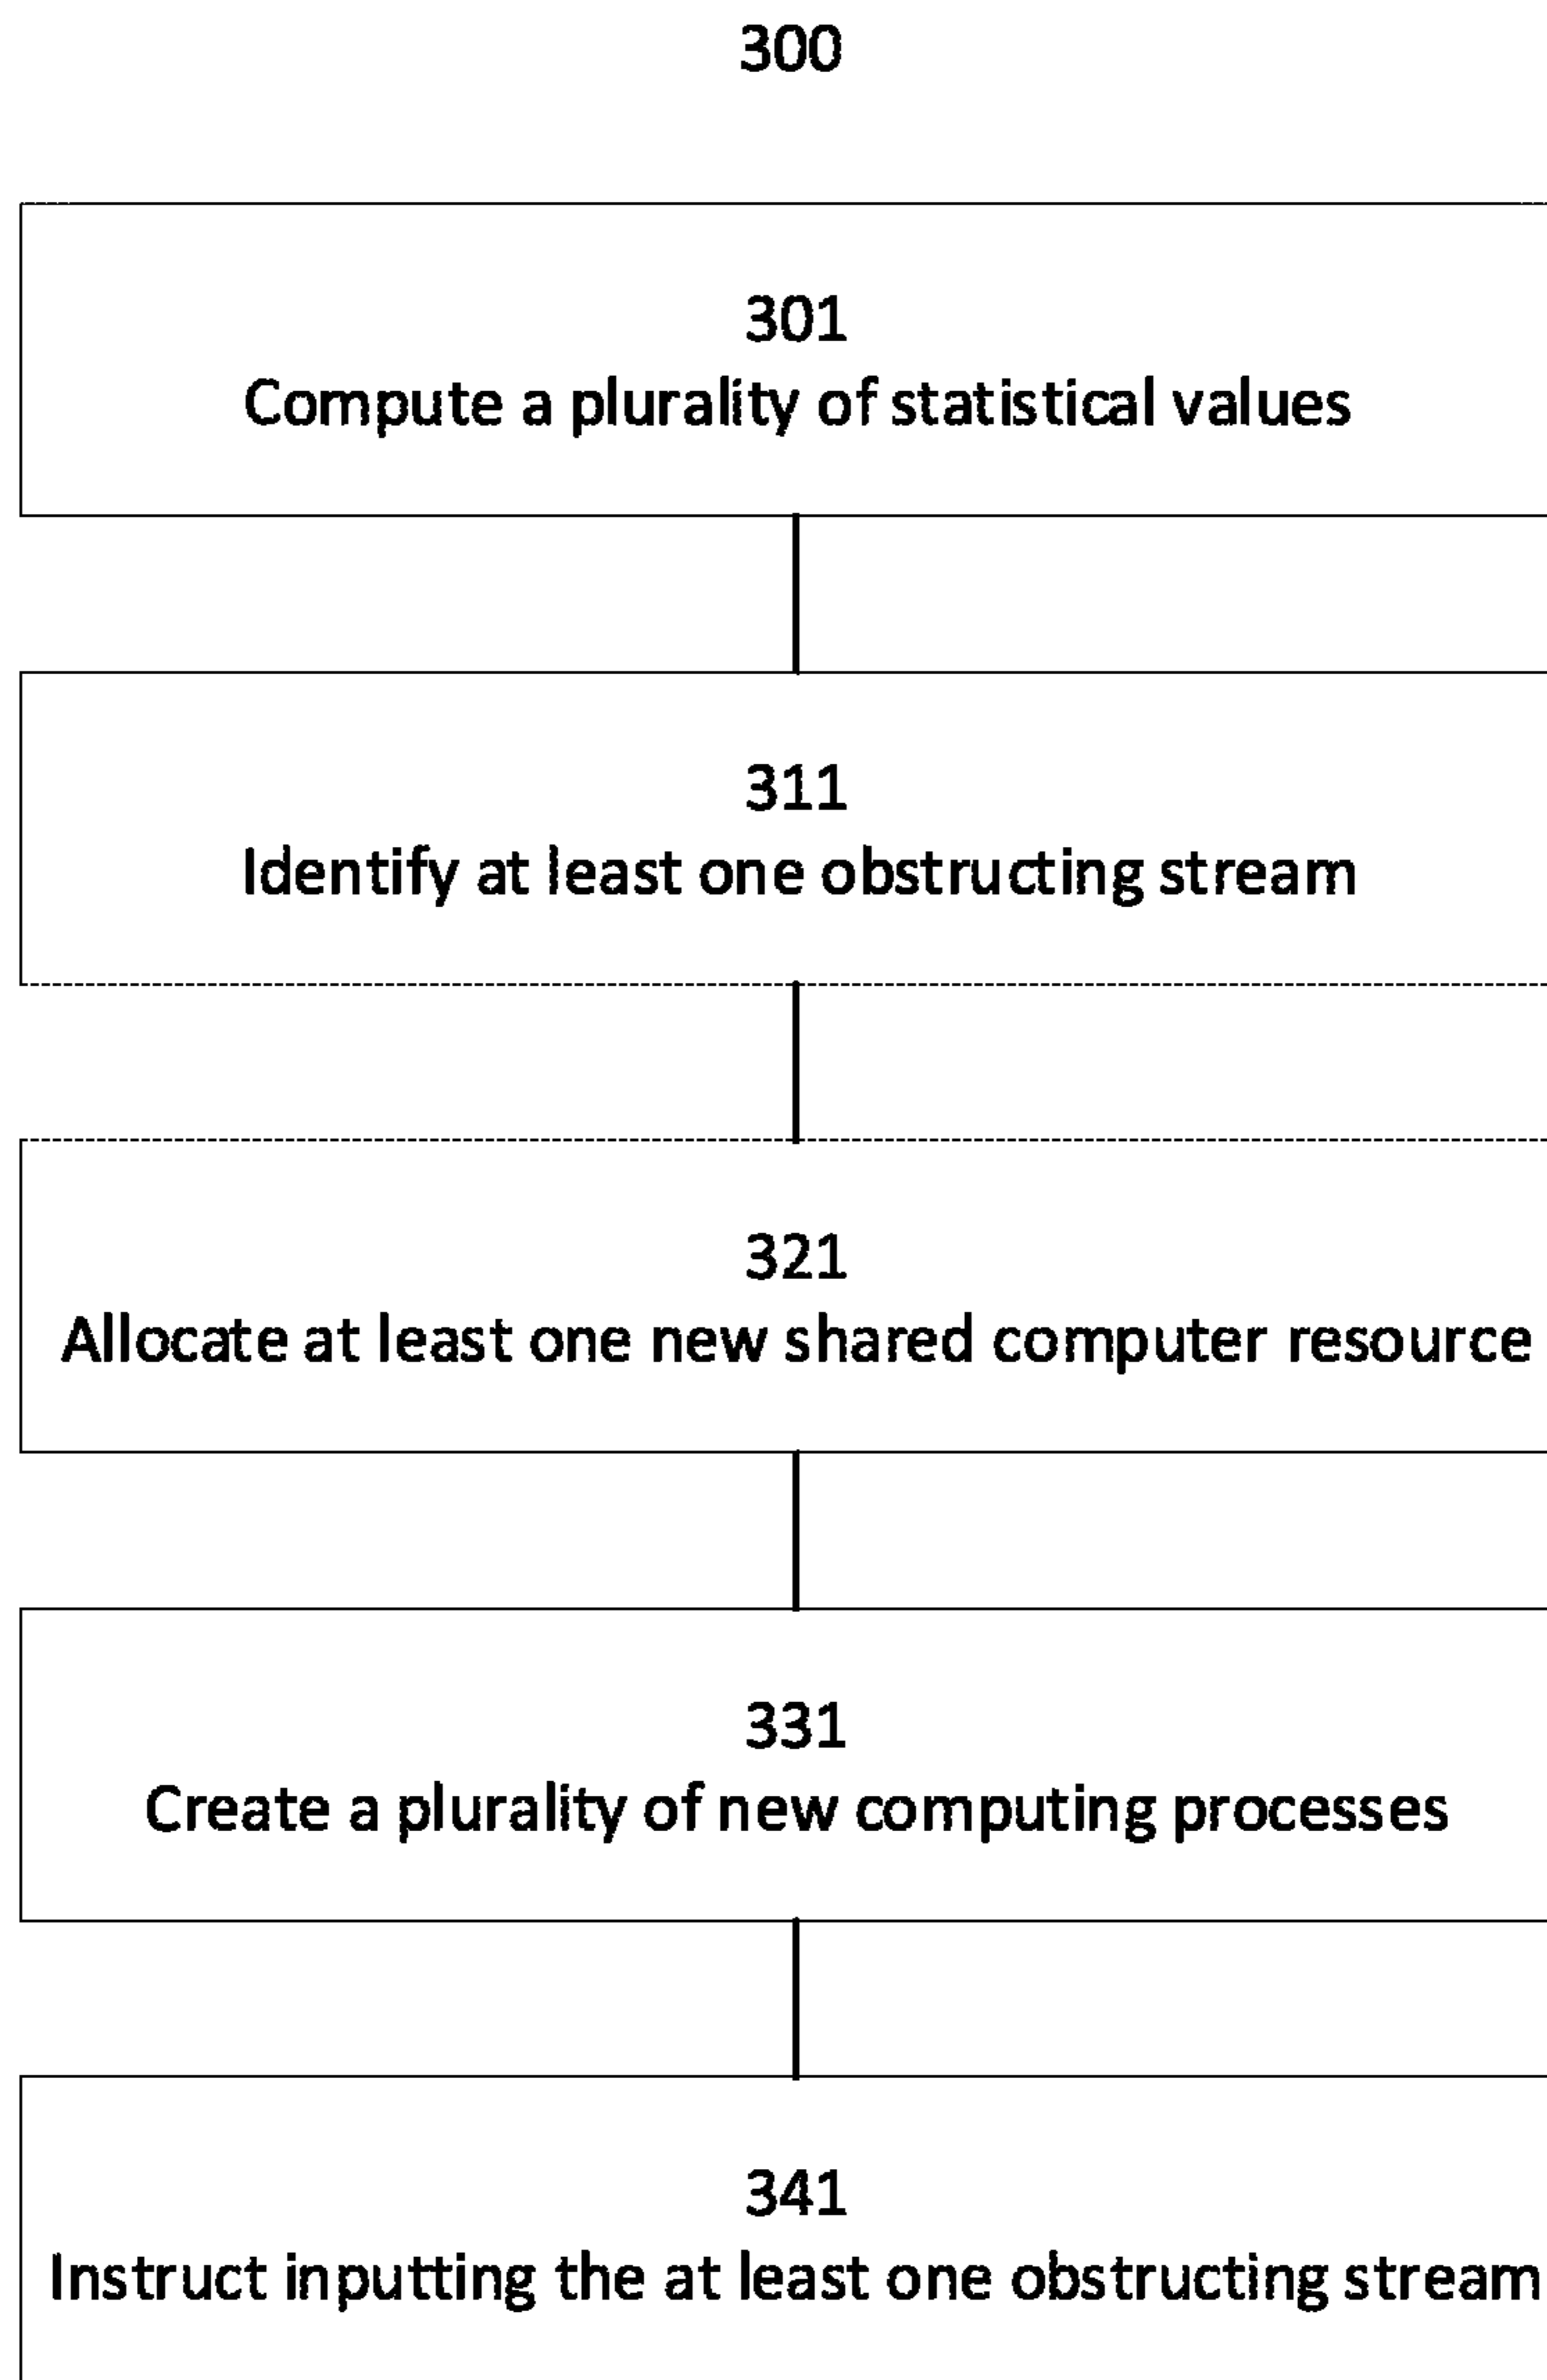 300
301
Compute a plurality of statistical values
311
Identify at least one obstructing stream
321
Allocate at least one new shared computer resource
331
Create a plurality of new computing processes
341
Instruct inputting the at least one obstructing stream